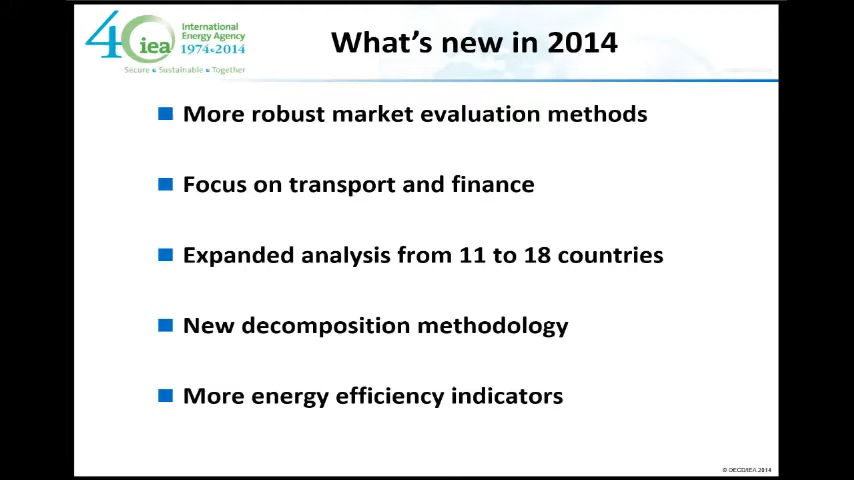 40 iea
International
Energy Agency
1974•2014
Secure • Sustainable • Together
What's new in 2014
More robust market evaluation methods
Focus on transport and finance
Expanded analysis from 11 to 18 countries
New decomposition methodology
More energy efficiency indicators
© OECD/IEA 2014